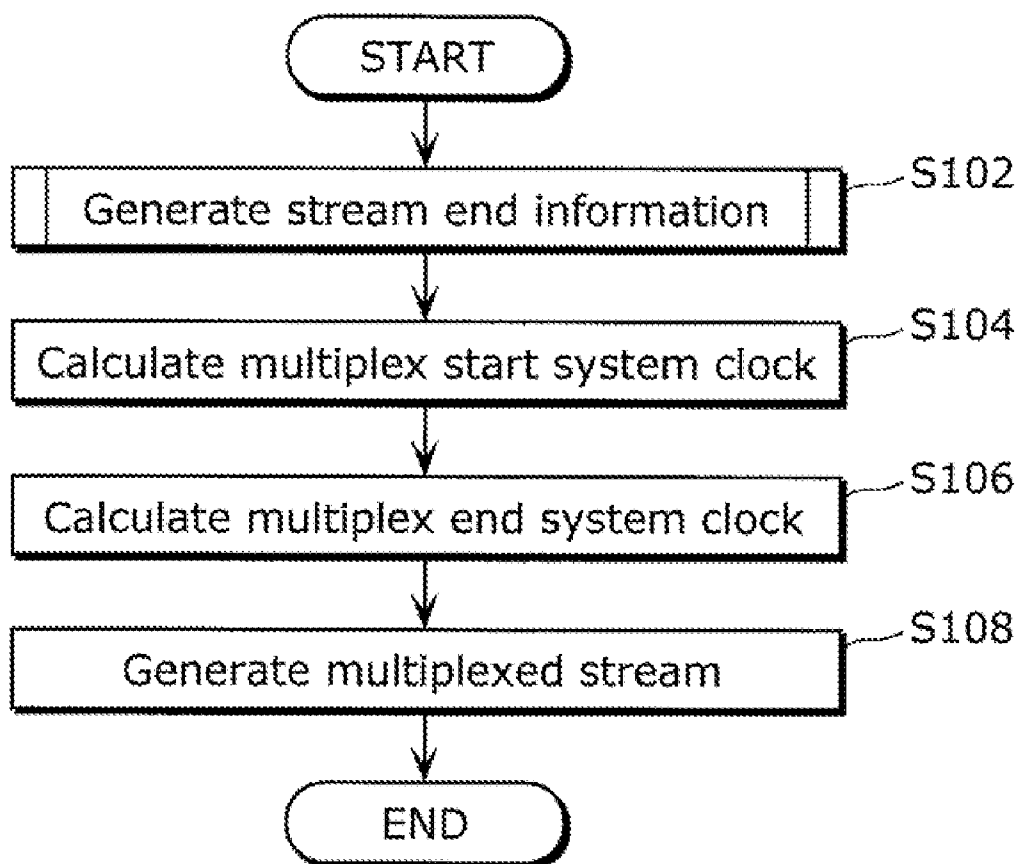 START
Generate stream end information
S102
Calculate multiplex start system clock
S104
Calculate multiplex end system clock
S106
Generate multiplexed stream
S108
END